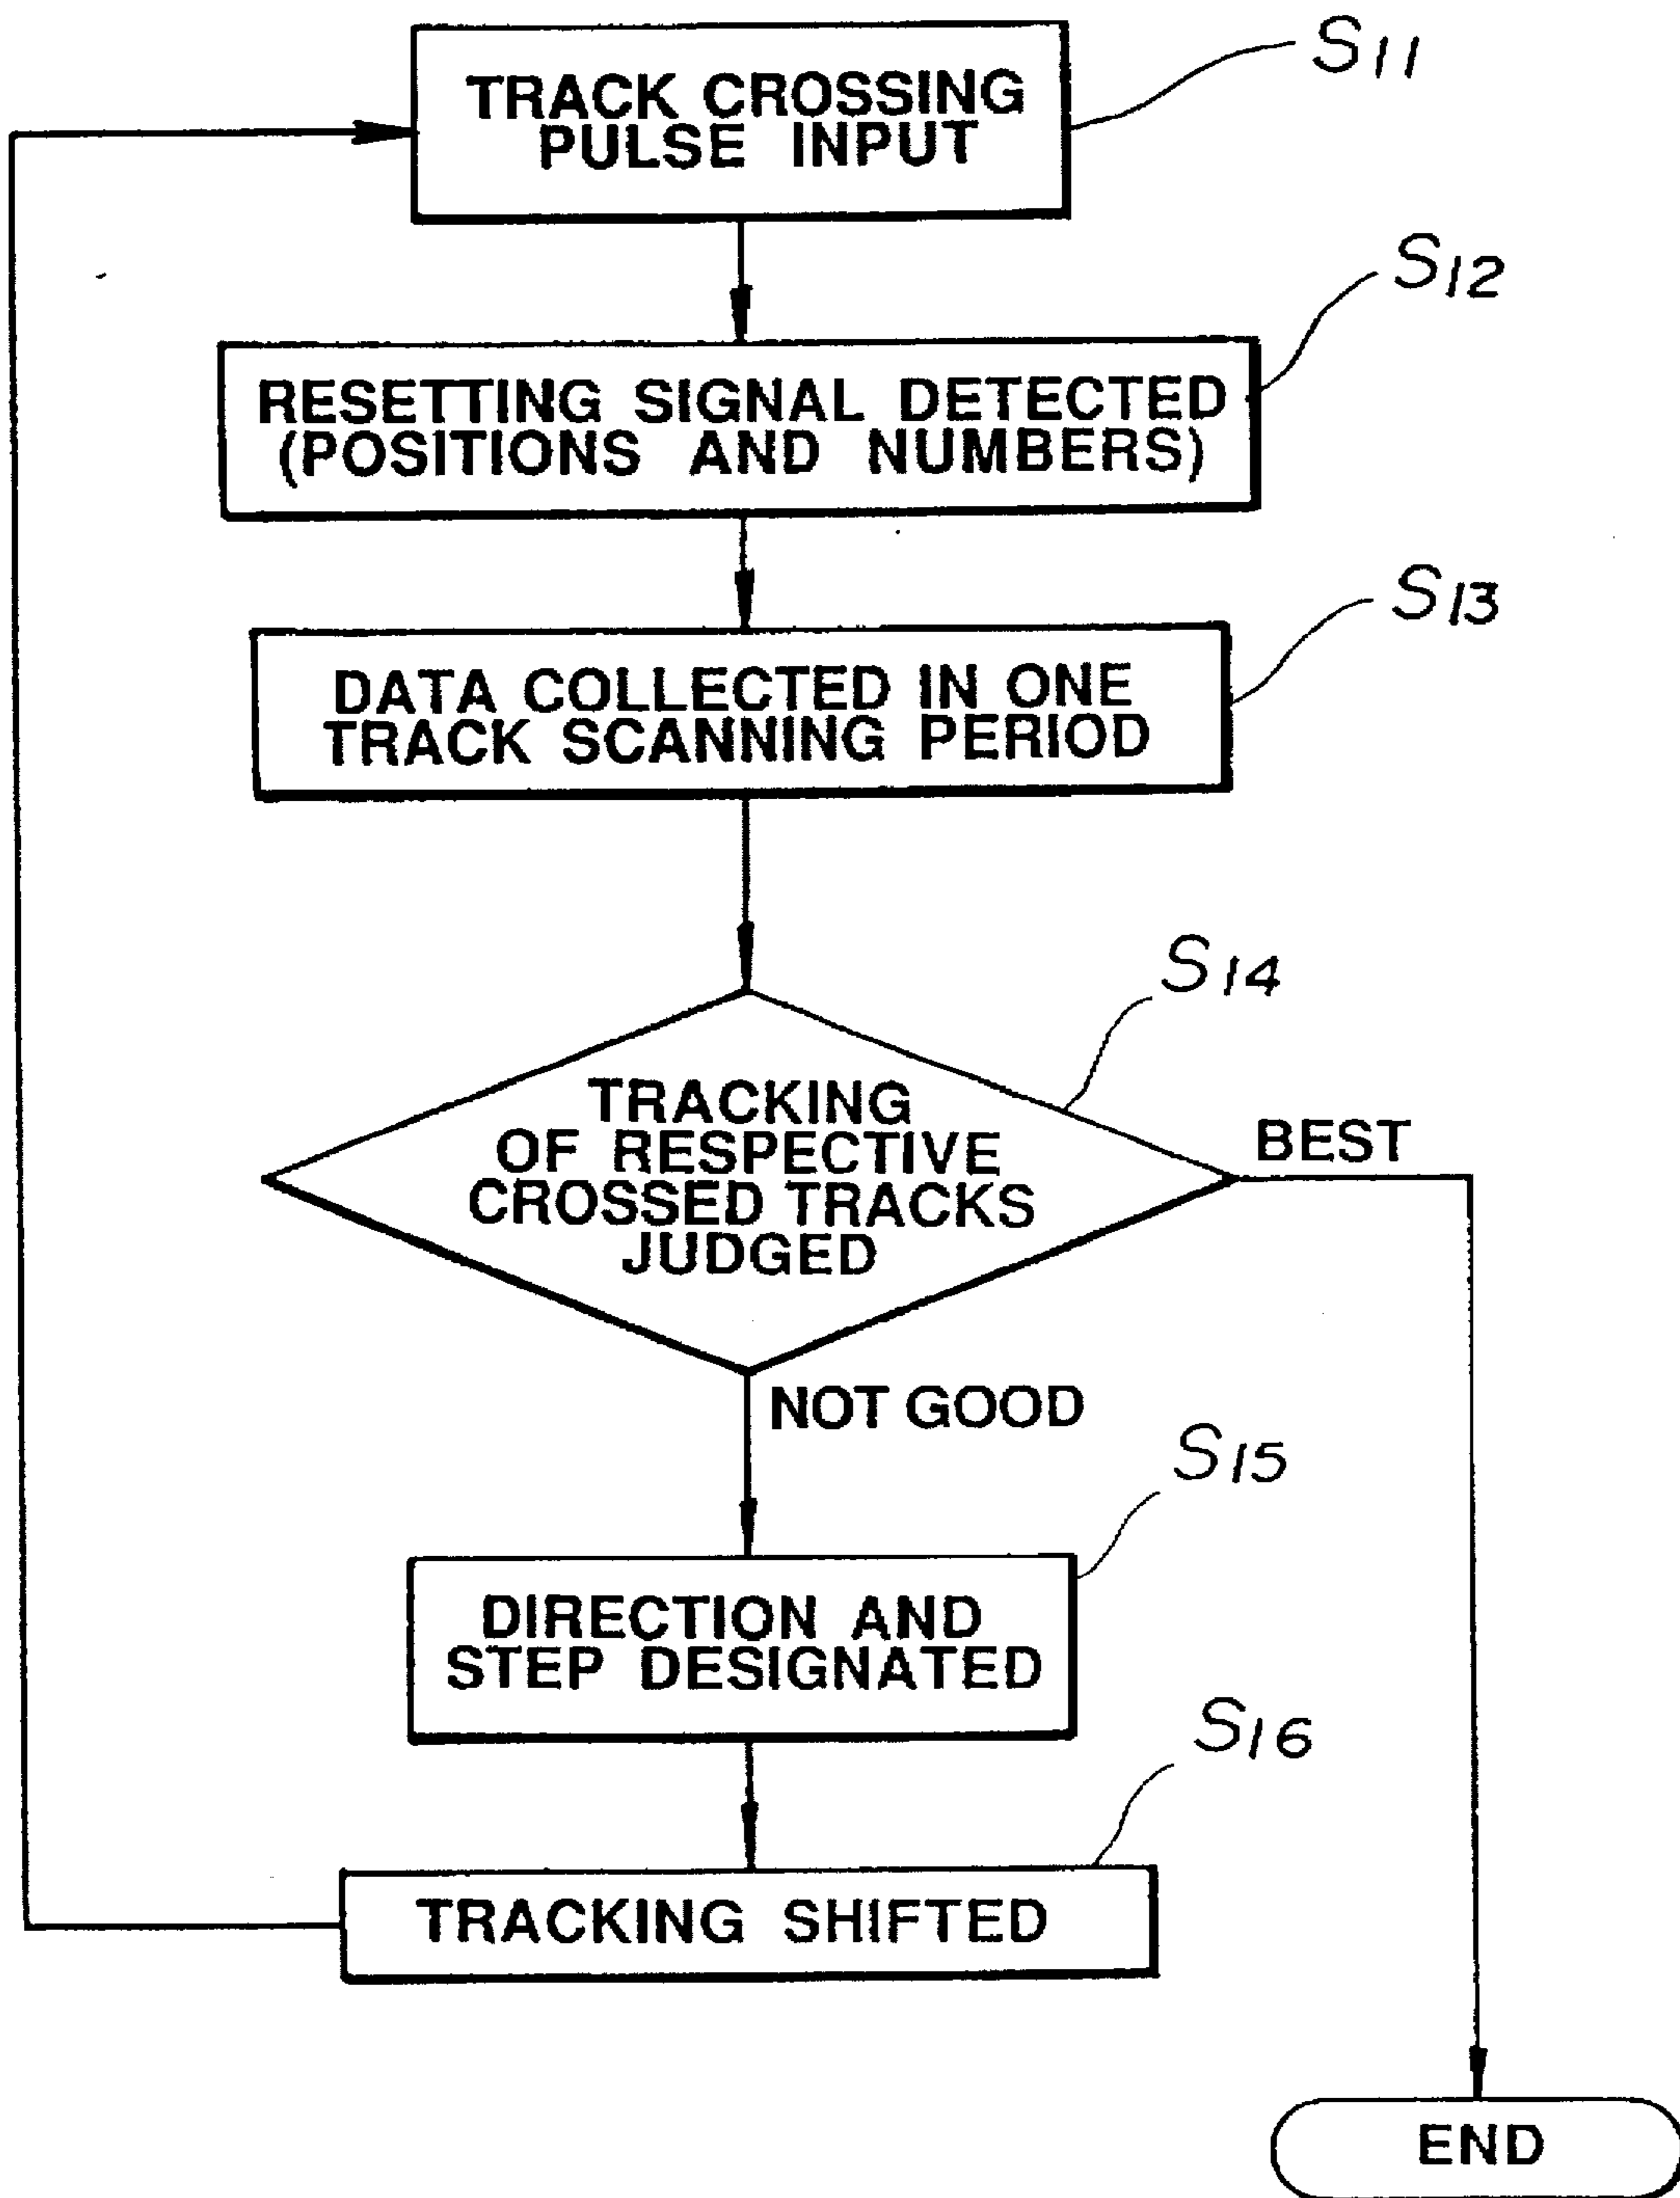 TRACK CROSSING
PULSE INPUT
S11
RESETTING SIGNAL DETECTED
(POSITIONS AND NUMBERS)
S12
DATA COLLECTED IN ONE
TRACK SCANNING PERIOD
S13
TRACKING
OF RESPECTIVE
CROSSED TRACKS
JUDGED
S14
BEST
NOT GOOD
DIRECTION AND
STEP DESIGNATED
S15
TRACKING SHIFTED
S16
END